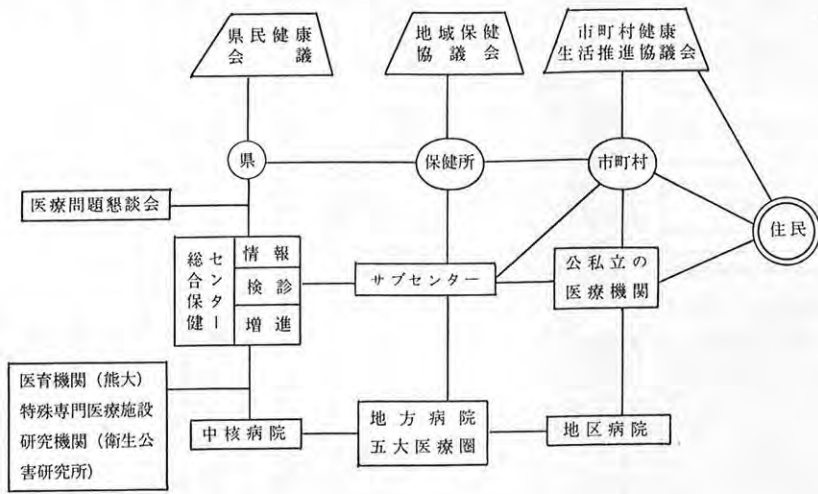 県民健康
会議
地域保健
協議会
市町村健康
生活推進協議会
県
保健所
市町村
医療問題懇談会
住民
総合保健
センター
情報
検診
増進
サブセンター
公私立の
医療機関
医育機関（熊大）
特殊専門医療施設
研究機関（衛生公
害研究所）
中核病院
地方病院
五大医療圏
地区病院